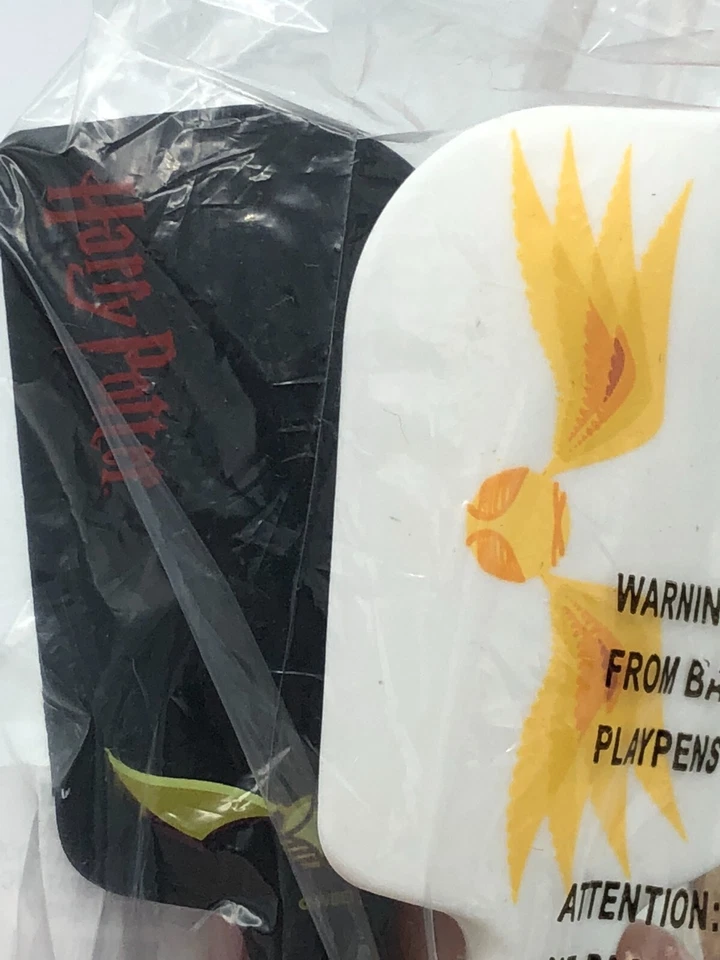 Harry Potter
WARNIN
FROM BA
PLAYPENS
ATTENTION: